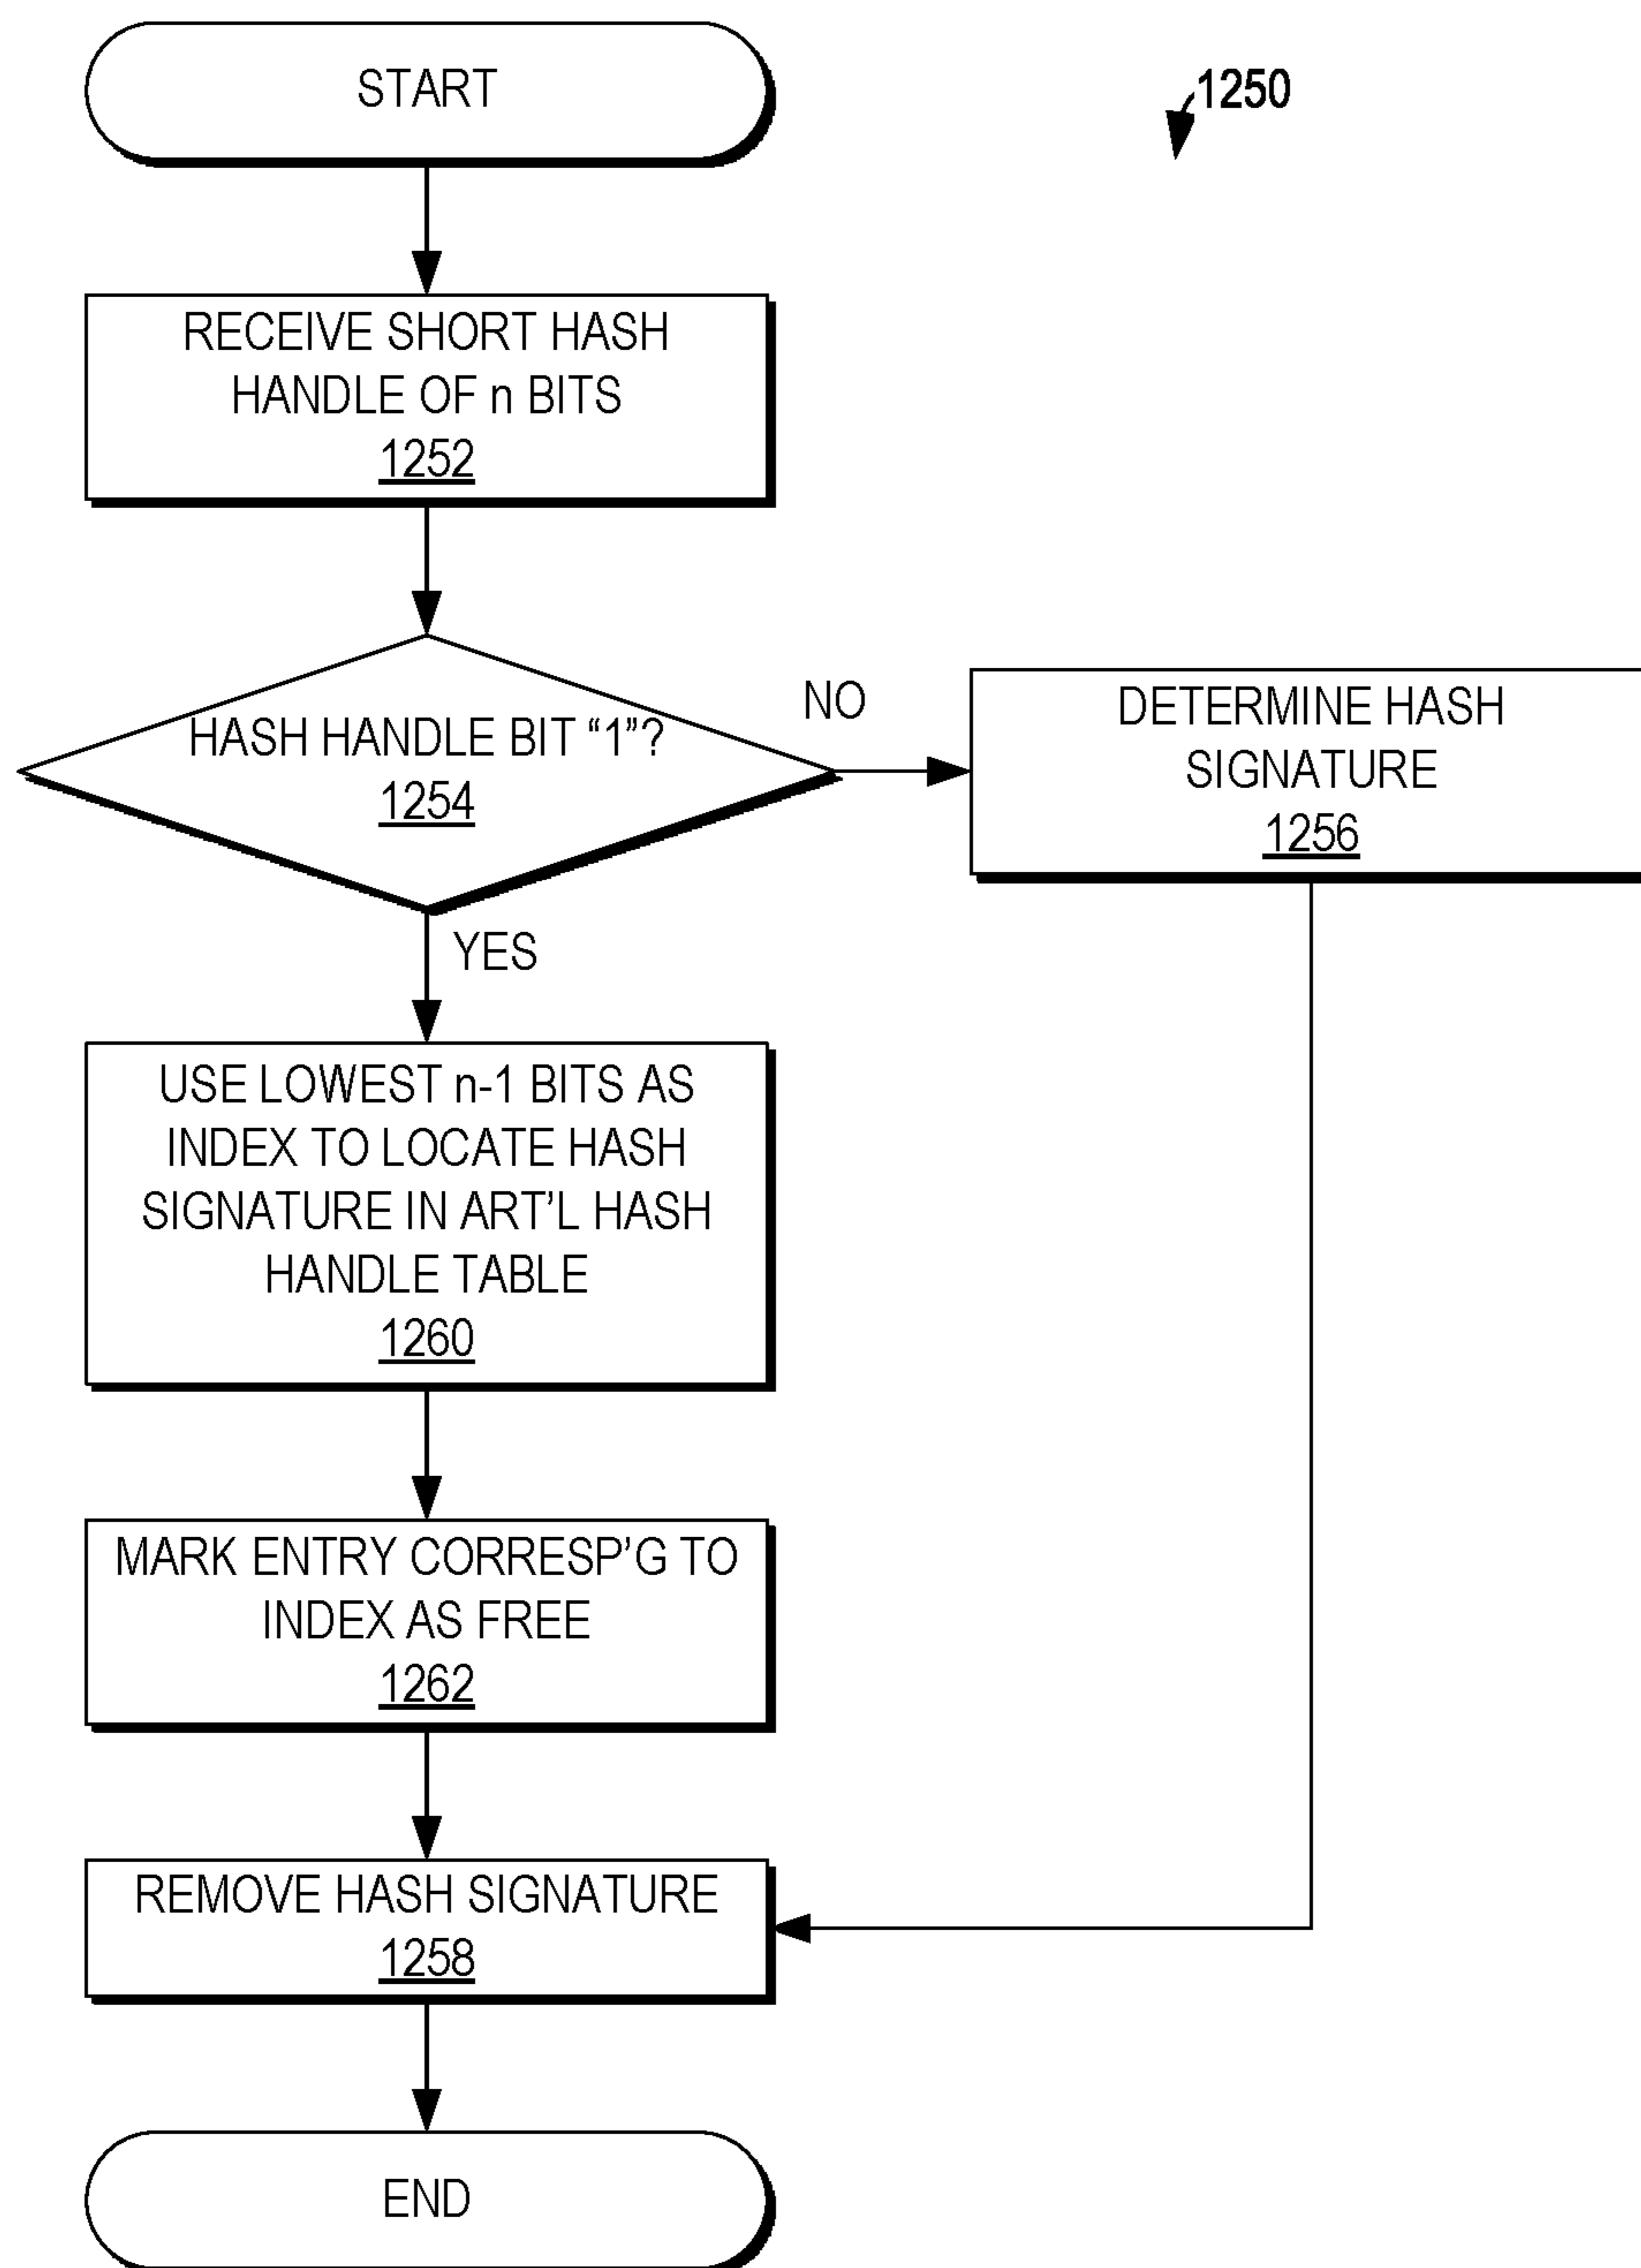 START
1250
RECEIVE SHORT HASH
HANDLE OF n BITS
1252
HASH HANDLE BIT “1”?
1254
NO
DETERMINE HASH
SIGNATURE
1256
YES
USE LOWEST n-1 BITS AS
INDEX TO LOCATE HASH
SIGNATURE IN ART’L HASH
HANDLE TABLE
1260
MARK ENTRY CORRESP’G TO
INDEX AS FREE
1262
REMOVE HASH SIGNATURE
1258
END